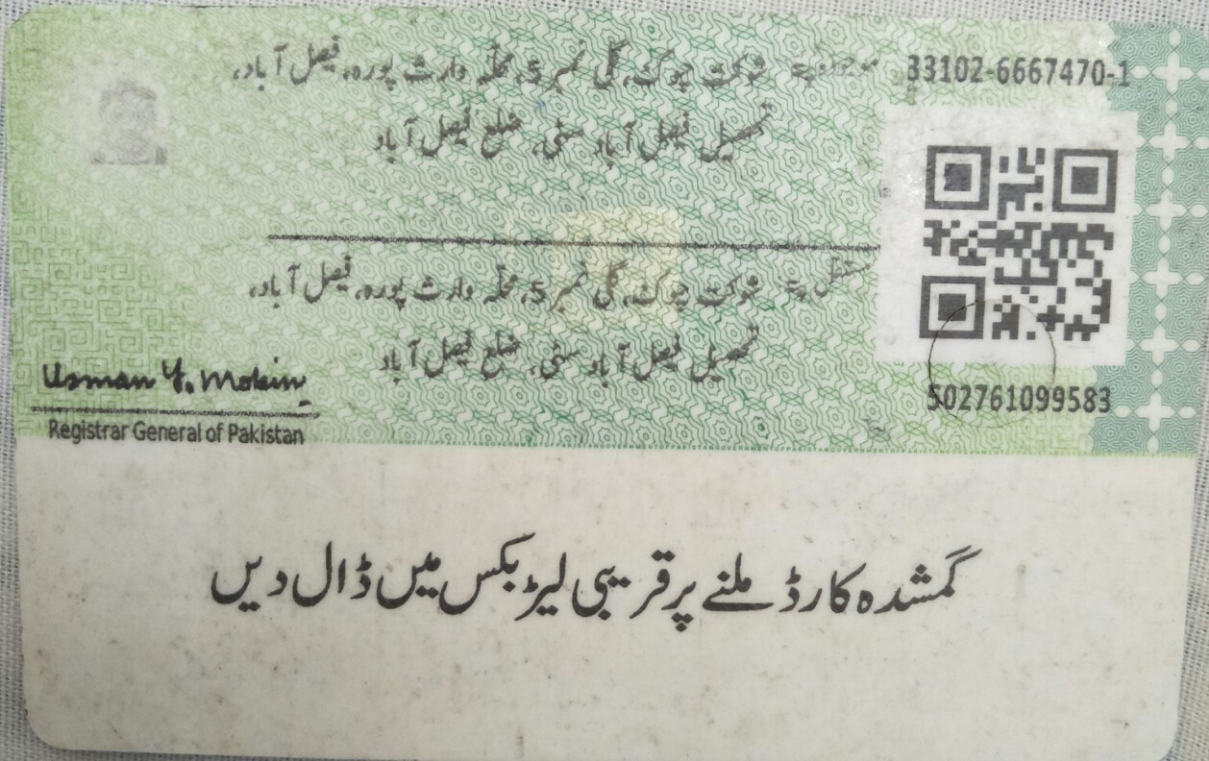 33102-6667470-1
موجودہ پتہ شوکت چوک، گلی نمبر 5، محلہ وارث پورہ، فیصل آباد،
تحصیل فیصل آباد سٹی، ضلع فیصل آباد
مستقل پتہ شوکت چوک، گلی نمبر 5، محلہ وارث پورہ، فیصل آباد،
تحصیل فیصل آباد سٹی، ضلع فیصل آباد
502761099583
Usman Y. Mobin
Registrar General of Pakistan
گمشدہ کارڈ ملنے پر قریبی لیٹر بکس میں ڈال دیں